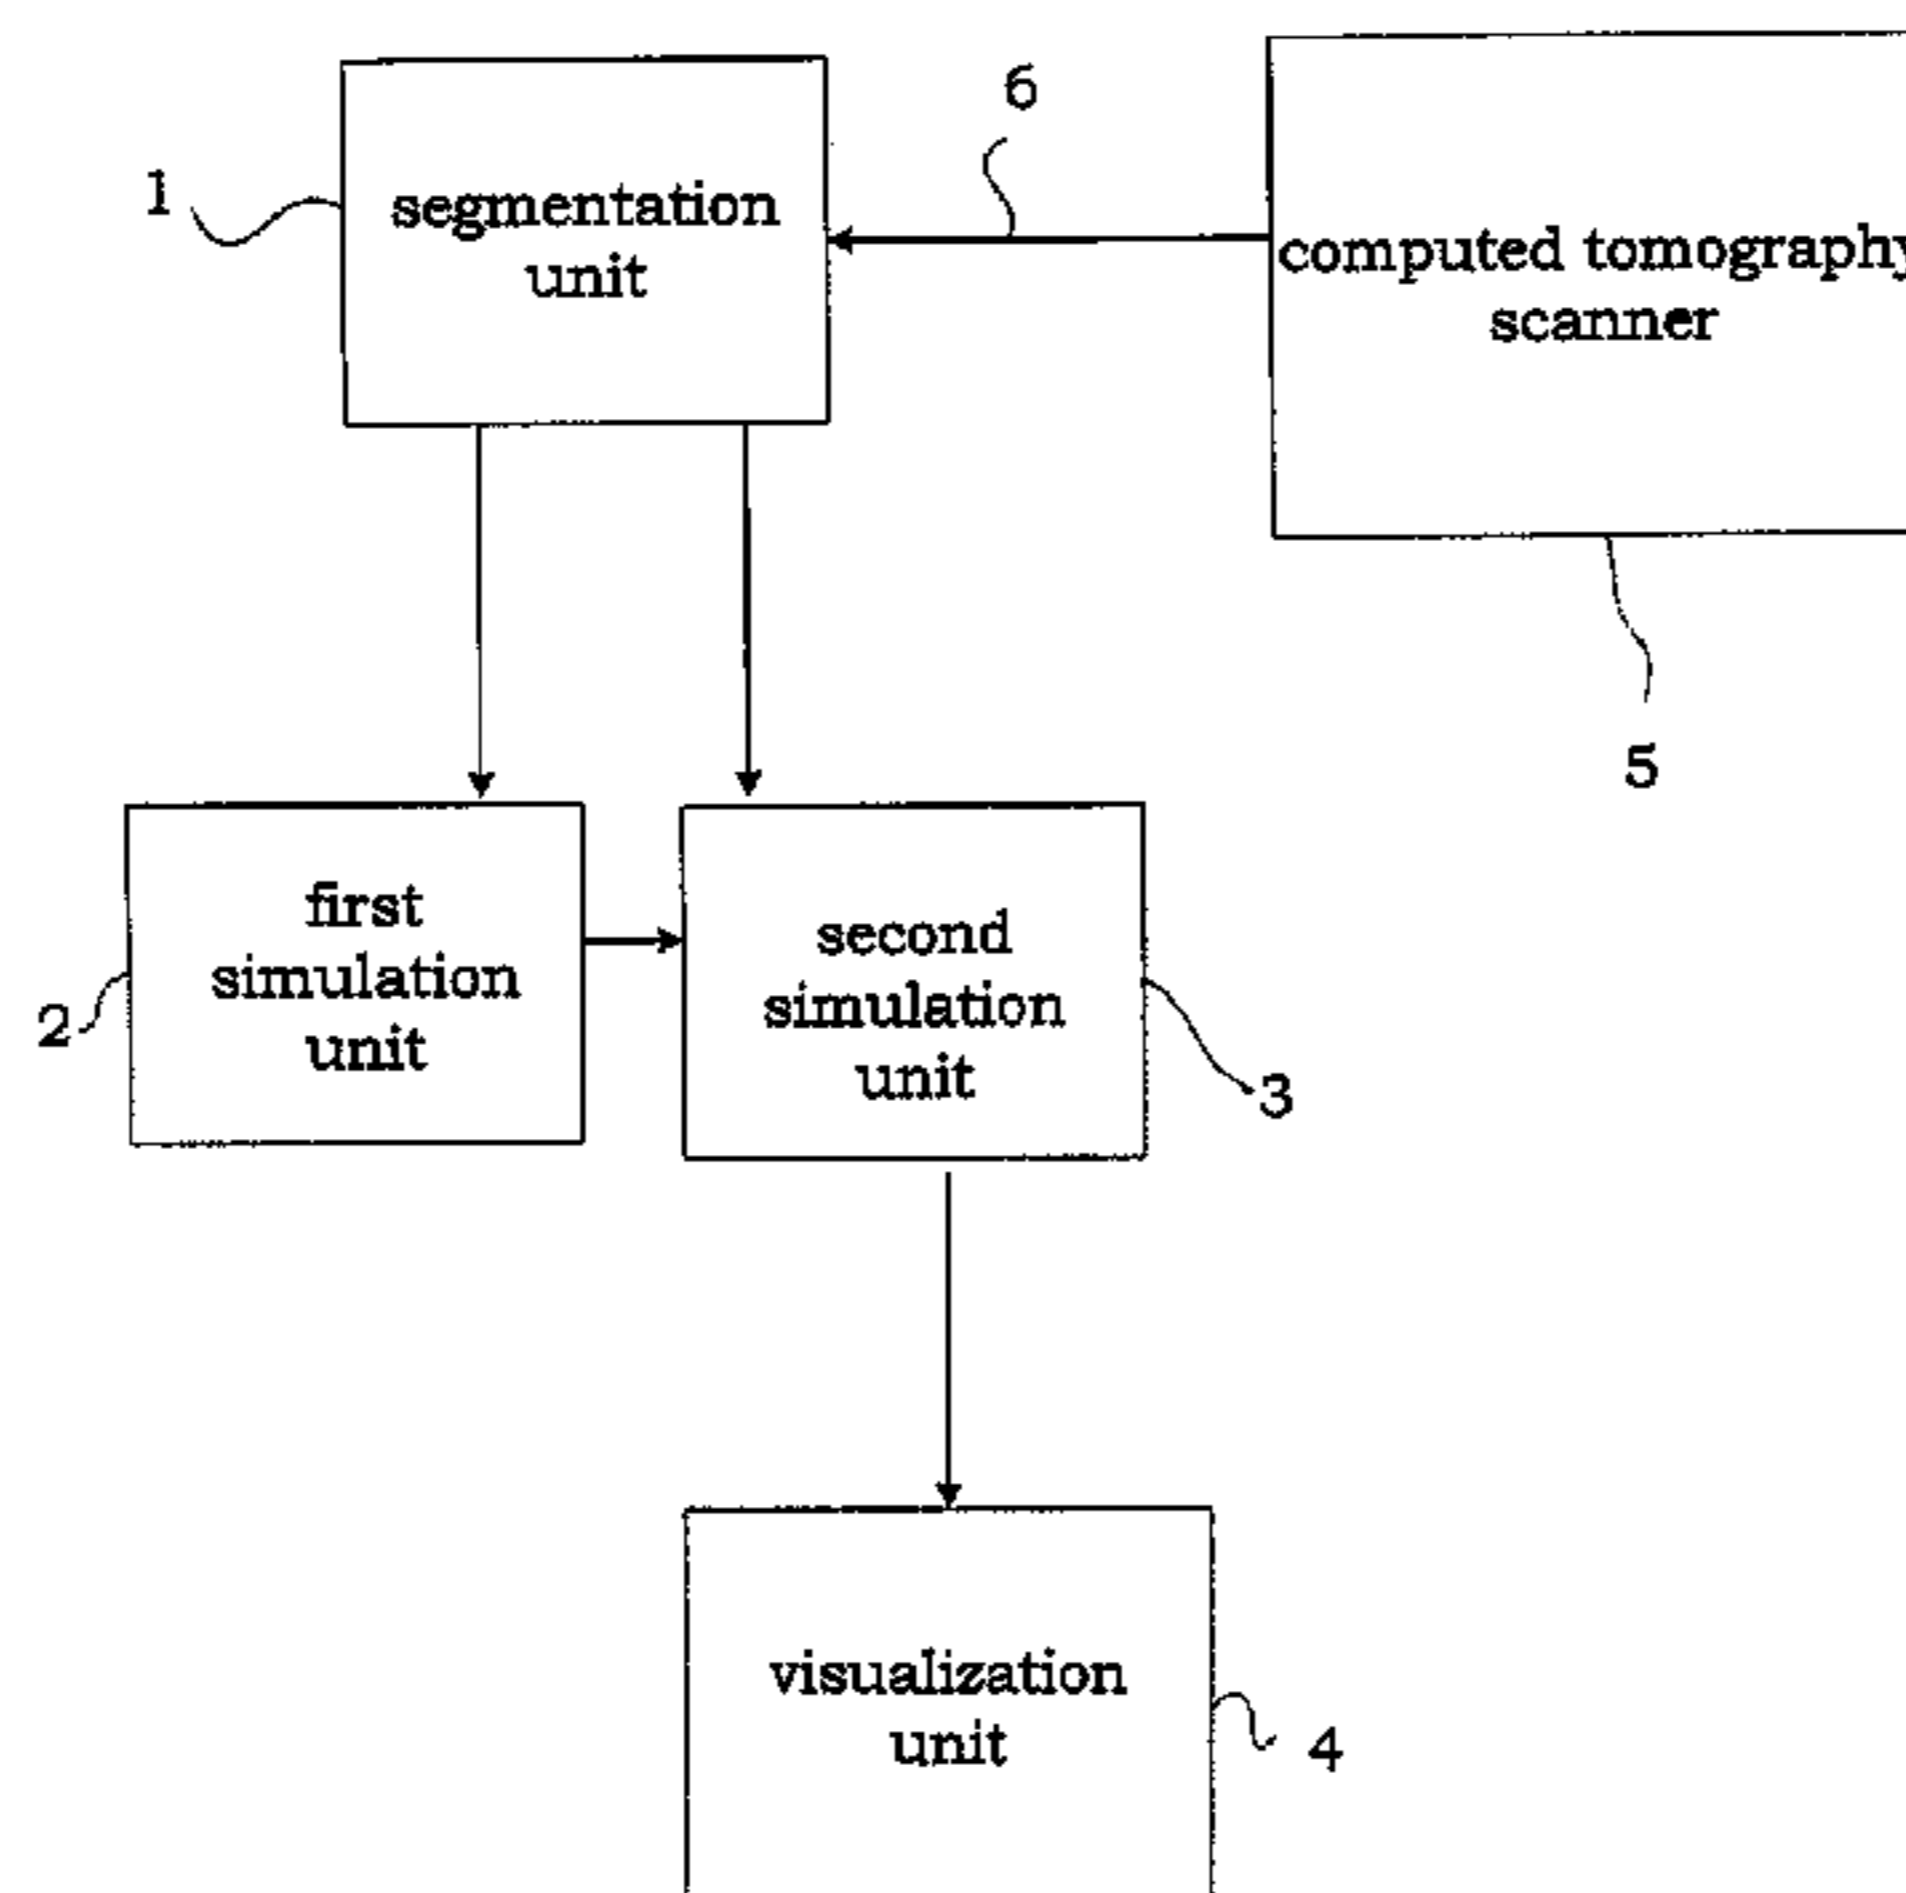 6
1
segmentation
unit
computed tomography
scanner
5
first
simulation
unit
2
second
simulation
unit
3
visualization
unit
4